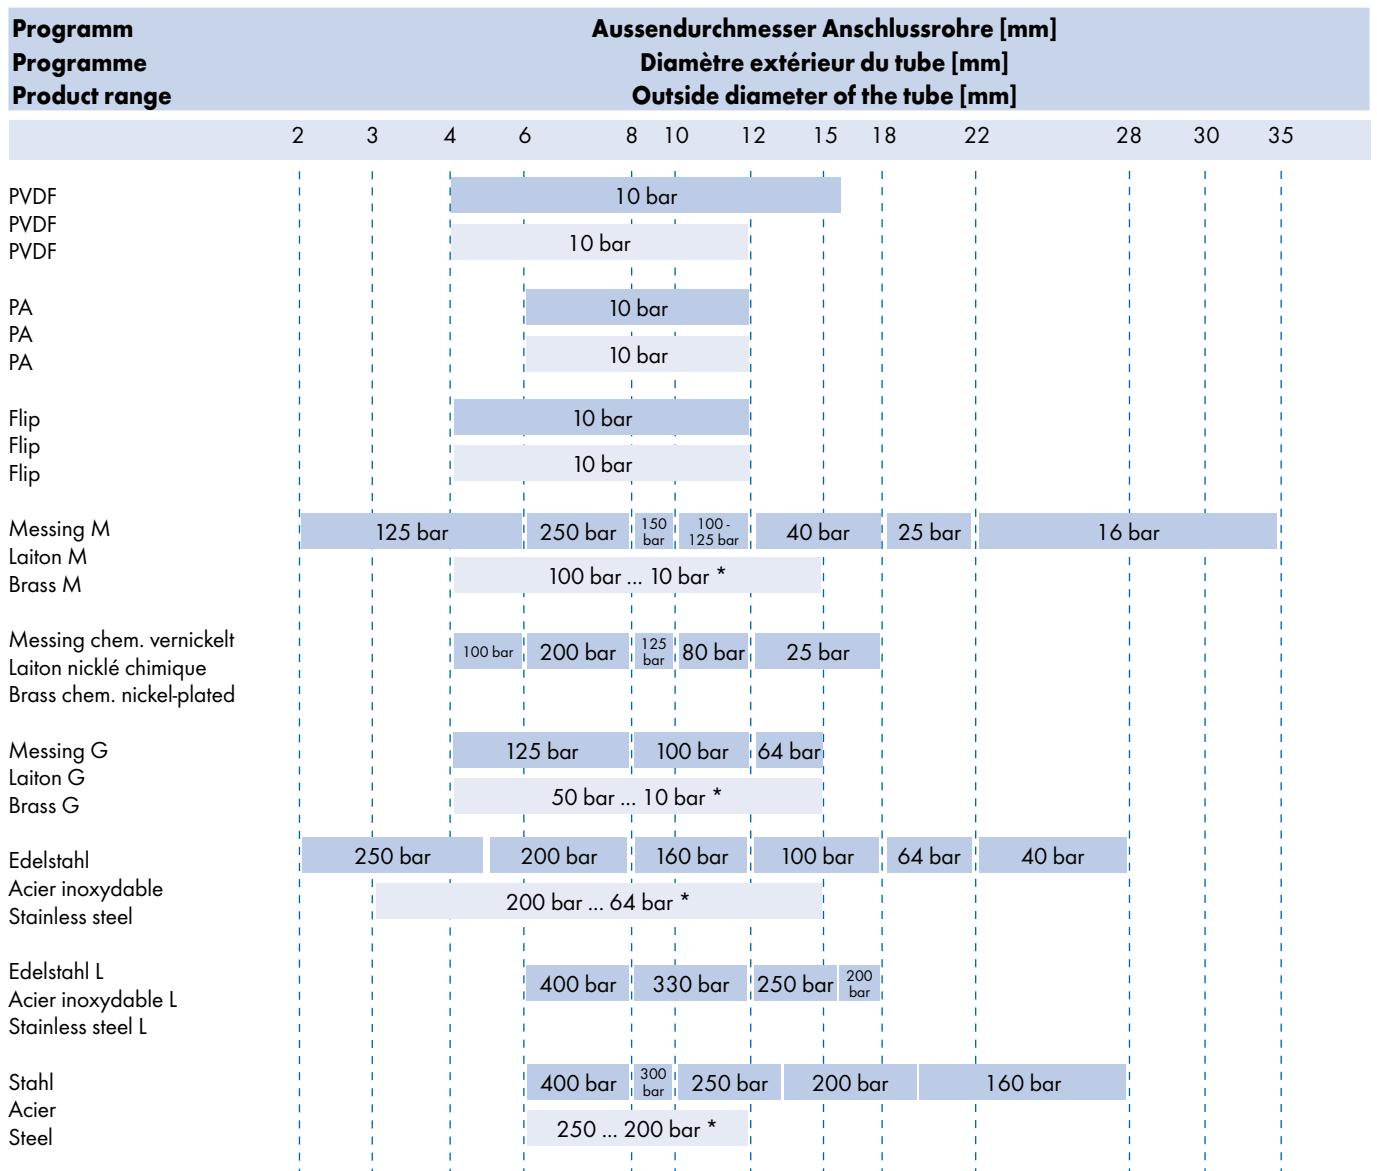 Programm
Programme
Product range
Aussendurchmesser Anschlussrohre [mm]
Diamètre extérieur du tube [mm]
Outside diameter of the tube [mm]
2 3 4 6 8 10 12 15 18 22 28 30 35
PVDF
PVDF
PVDF
10 bar
10 bar
PA
PA
PA
10 bar
10 bar
Flip
Flip
Flip
10 bar
10 bar
Messing M
Laiton M
Brass M
125 bar
250 bar
150
bar
100 -
125 bar
40 bar
25 bar
16 bar
100 bar ... 10 bar *
Messing chem. vernickelt
Laiton nicklé chimique
Brass chem. nickel-plated
100 bar
200 bar
125
bar
80 bar
25 bar
Messing G
Laiton G
Brass G
125 bar
100 bar
64 bar
50 bar ... 10 bar *
Edelstahl
Acier inoxydable
Stainless steel
250 bar
200 bar
160 bar
100 bar
64 bar
40 bar
200 bar ... 64 bar *
Edelstahl L
Acier inoxydable L
Stainless steel L
400 bar
330 bar
250 bar
200
bar
Stahl
Acier
Steel
400 bar
300
bar
250 bar
200 bar
160 bar
250 ... 200 bar *